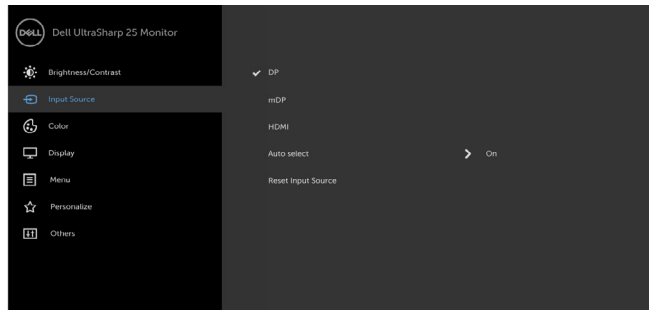 DELL Dell UltraSharp 25 Monitor
Brightness/Contrast
Input Source
Color
Display
Menu
Personalize
Others
DP
mDP
HDMI
Auto select On
Reset Input Source